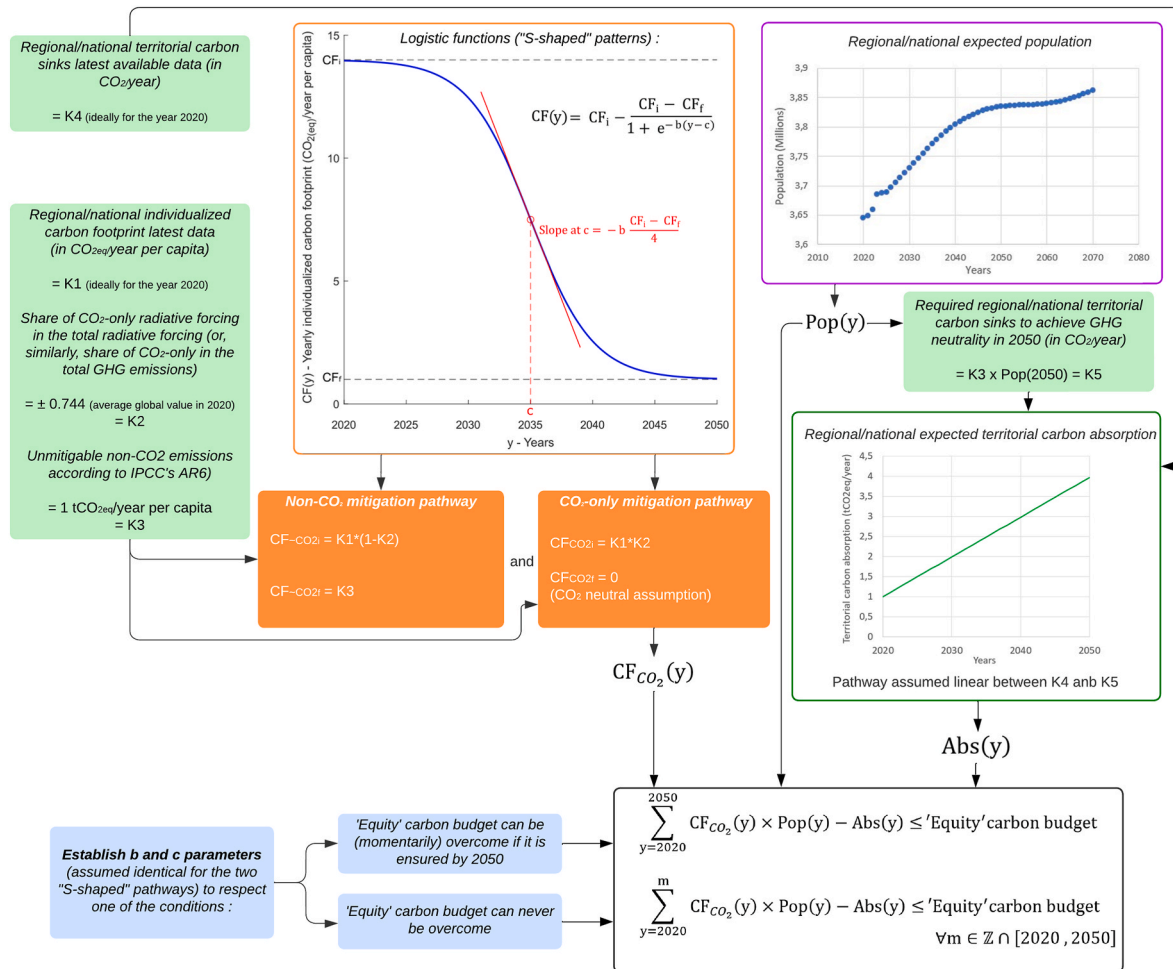 Regional/national territorial carbon
sinks latest available data (in
CO₂/year)
= K4 (ideally for the year 2020)
Regional/national individualized
carbon footprint latest data
(in CO₂eq/year per capita)
= K1 (ideally for the year 2020)
Share of CO₂-only radiative forcing
in the total radiative forcing (or,
similarly, share of CO₂-only in the
total GHG emissions)
= ± 0.744 (average global value in 2020)
= K2
Unmitigable non-CO2 emissions
according to IPCC's AR6)
= 1 tCO₂eq/year per capita
= K3
Logistic functions ("S-shaped" patterns) :
CF(y) - Yearly individualized carbon footprint (CO₂(eq)/year per capita)
15
CFᵢ
10
5
CF_f
0
CF(y) = CFᵢ - (CFᵢ − CF_f) / (1 + e^−b(y−c))
Slope at c = − b (CFᵢ − CF_f) / 4
c
2020 2025 2030 2035 2040 2045 2050
y - Years
Regional/national expected population
Population (Millions)
3,9
3,85
3,8
3,75
3,7
3,65
3,6
2010 2020 2030 2040 2050 2060 2070 2080
Years
Pop(y)
Required regional/national territorial
carbon sinks to achieve GHG
neutrality in 2050 (in CO₂/year)
= K3 x Pop(2050) = K5
Regional/national expected territorial carbon absorption
Territorial carbon absorption (tCO2eq/year)
4,5
4
3,5
3
2,5
2
1,5
1
0,5
0
2020 2030 2040 2050
Years
Pathway assumed linear between K4 anb K5
Abs(y)
Non-CO₂ mitigation pathway
CF~CO2i = K1*(1-K2)
CF~CO2f = K3
and
CO₂-only mitigation pathway
CFCO2i = K1*K2
CFCO2f = 0
(CO₂ neutral assumption)
CF_CO₂(y)
Establish b and c parameters
(assumed identical for the two
"S-shaped" pathways) to respect
one of the conditions :
'Equity' carbon budget can be
(momentarily) overcome if it is
ensured by 2050
'Equity' carbon budget can never
be overcome
2050
∑ CF_CO₂(y) × Pop(y) − Abs(y) ≤ 'Equity' carbon budget
y=2020
m
∑ CF_CO₂(y) × Pop(y) − Abs(y) ≤ 'Equity' carbon budget
y=2020
∀m ∈ ℤ ∩ [2020 , 2050]